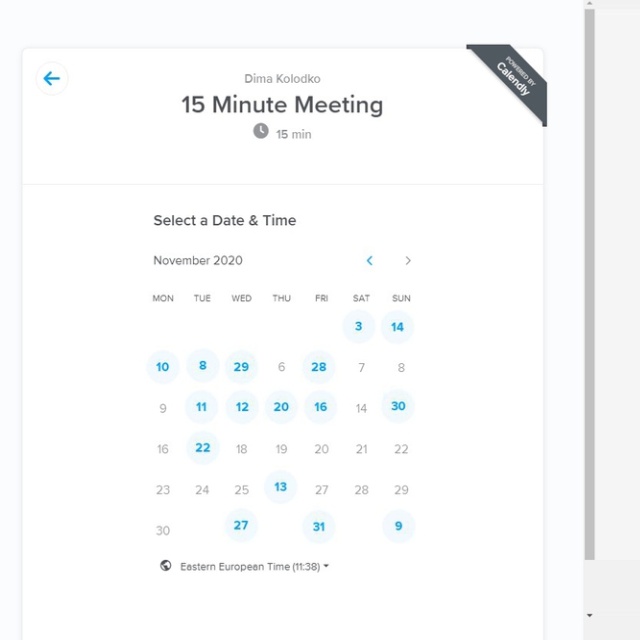 POWERED BY
Calendly
Dima Kolodko
15 Minute Meeting
15 min
Select a Date & Time
November 2020
MON TUE WED THU FRI SAT SUN
3 14
10 8 29 6 28 7 8
9 11 12 20 16 14 30
16 22 18 19 20 21 22
23 24 25 13 27 28 29
30 27 31 9
Eastern European Time (11:38)